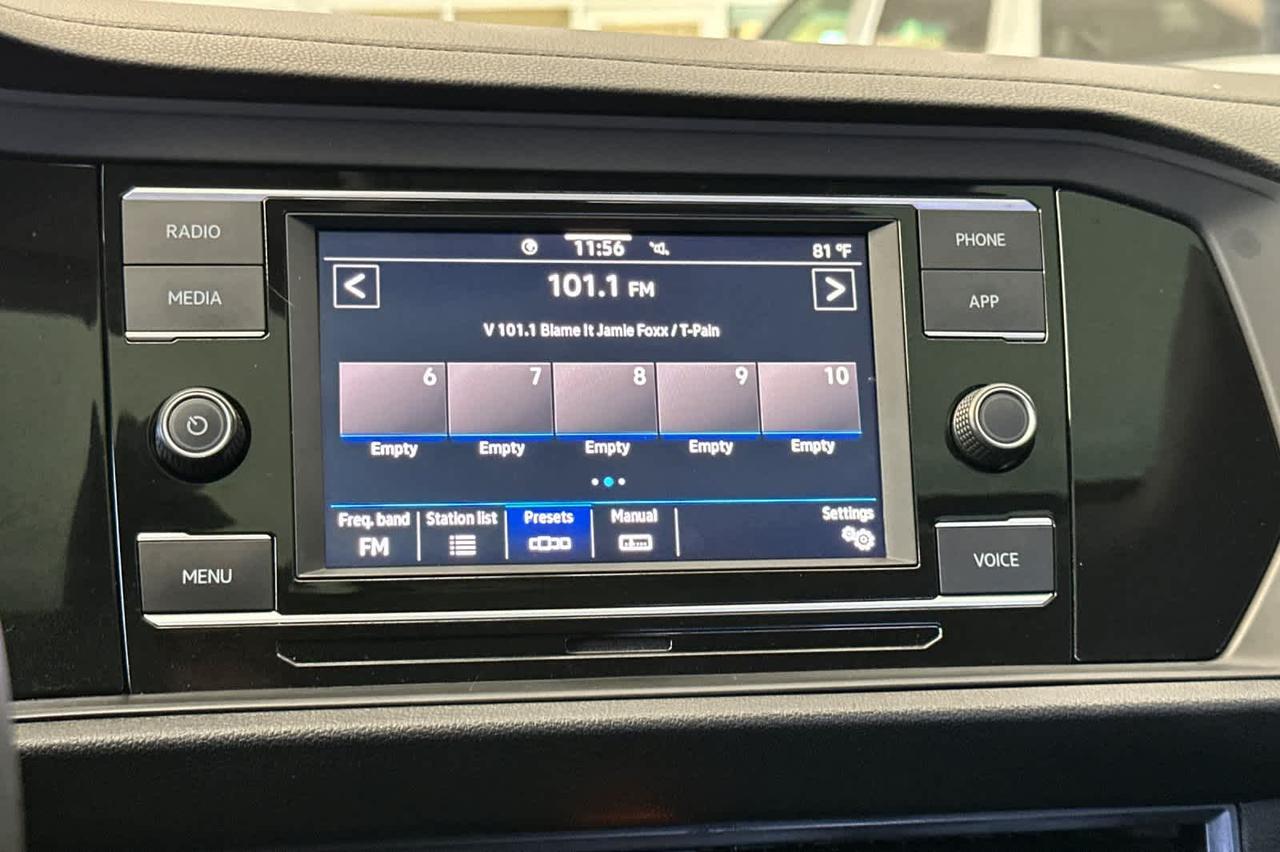 RADIO
MEDIA
MENU
PHONE
APP
VOICE
11:56
81 °F
<
101.1 FM
>
V 101.1 Blame It Jamie Foxx / T-Pain
6 7 8 9 10
Empty Empty Empty Empty Empty
Freq. band Station list Presets Manual Settings
FM